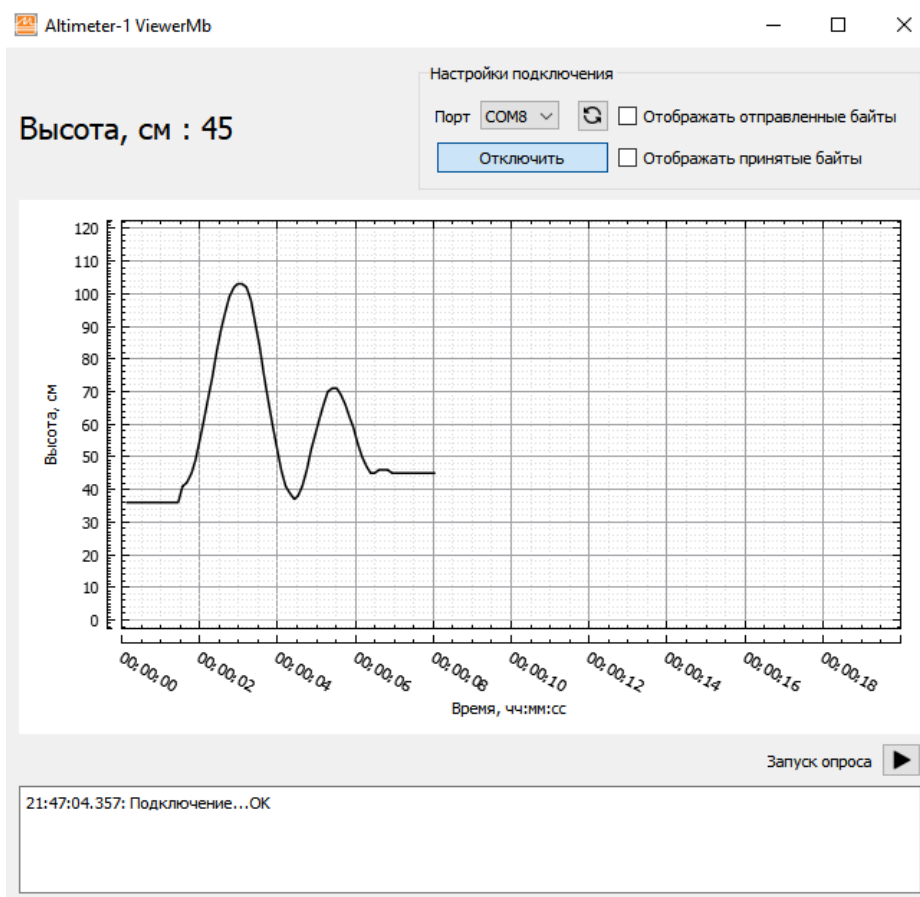 Altimeter-1 ViewerMb
Настройки подключения
Порт COM8 Отображать отправленные байты
Высота, см : 45
Отключить Отображать принятые байты
120
110
100
90
80
70
60
50
40
30
20
10
0
Высота, см
00:00:00 00:00:02 00:00:04 00:00:06 00:00:08 00:00:10 00:00:12 00:00:14 00:00:16 00:00:18
Время, чч:мм:сс
Запуск опроса
21:47:04.357: Подключение...OK